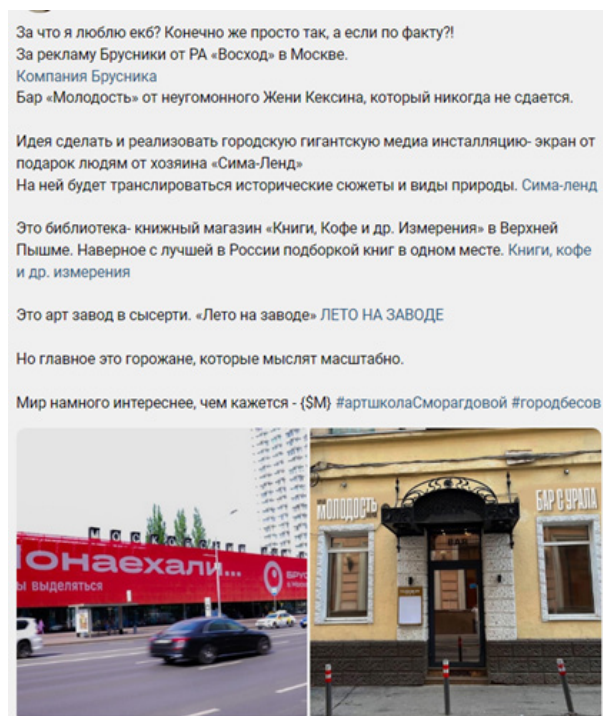 За что я люблю екб? Конечно же просто так, а если по факту?!
За рекламу Брусники от РА «Восход» в Москве.
Компания Брусника
Бар «Молодость» от неугомонного Жени Кексина, который никогда не сдается.
Идея сделать и реализовать городскую гигантскую медиа инсталляцию- экран от
подарок людям от хозяина «Сима-Ленд»
На ней будет транслироваться исторические сюжеты и виды природы. Сима-ленд
Это библиотека- книжный магазин «Книги, Кофе и др. Измерения» в Верхней
Пышме. Наверное с лучшей в России подборкой книг в одном месте. Книги, кофе
и др. измерения
Это арт завод в сысерти. «Лето на заводе» ЛЕТО НА ЗАВОДЕ
Но главное это горожане, которые мыслят масштабно.
Мир намного интереснее, чем кажется - {$M} #артшколаСморагдовой #городбесов
онаехали...
ы выделяться
БРУС
МОЛОДОСТЬ
БАР С УРАЛА
BAR